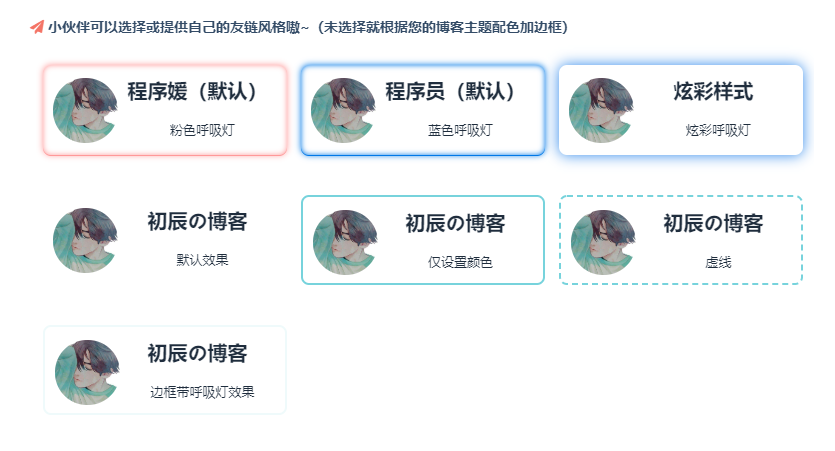 小伙伴可以选择或提供自己的友链风格嗷~（未选择就根据您的博客主题配色加边框）
程序媛（默认）
粉色呼吸灯
程序员（默认）
蓝色呼吸灯
炫彩样式
炫彩呼吸灯
初辰の博客
默认效果
初辰の博客
仅设置颜色
初辰の博客
虚线
初辰の博客
边框带呼吸灯效果